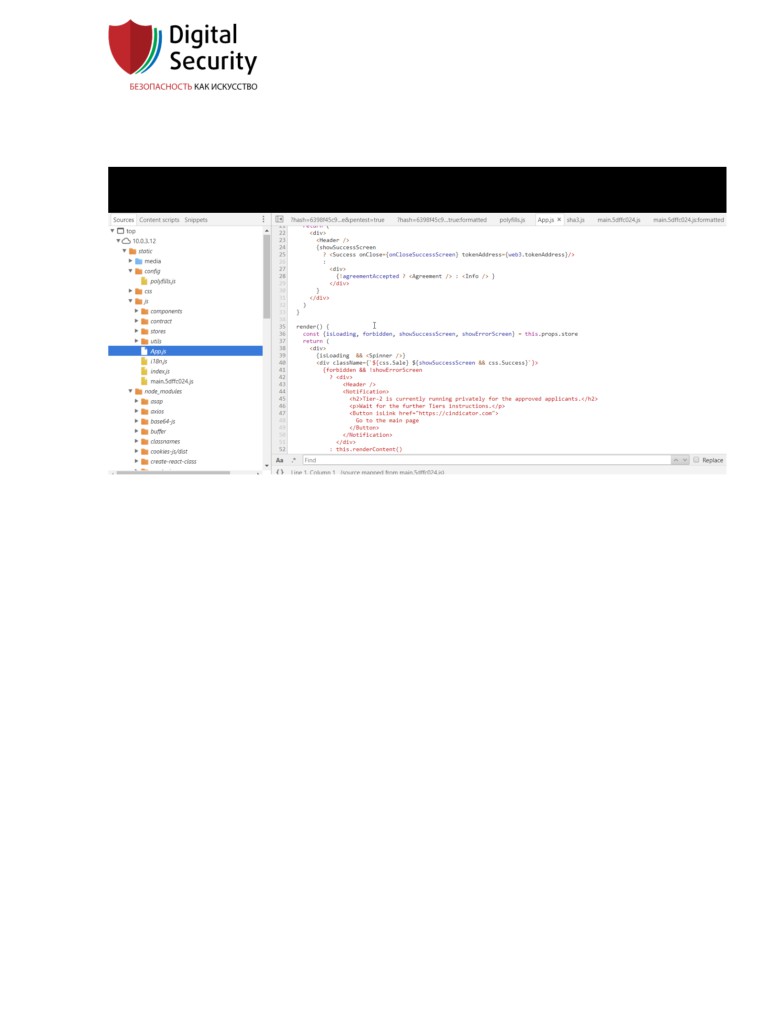 Digital
Security
БЕЗОПАСНОСТЬ КАК ИСКУССТВО
Sources Content scripts Snippets
?hash=6398f45c9...e&pentest=true ?hash=6398f45c9...true:formatted polyfills.js App.js × sha3.js main.5dffc024.js main.5dffc024.js:formatted
top
10.0.3.12
static
media
config
polyfills.js
css
js
components
contract
stores
utils
App.js
i18n.js
index.js
main.5dffc024.js
node_modules
asap
axios
base64-js
buffer
classnames
cookies-js/dist
create-react-class
21 return (
22 <div>
23 <Header />
24 {showSuccessScreen
25 ? <Success onClose={onCloseSuccessScreen} tokenAddress={web3.tokenAddress}/>
26 :
27 <div>
28 {!agreementAccepted ? <Agreement /> : <Info /> }
29 </div>
30 }
31 </div>
32 )
33 }
34
35 render() {
36 const {isLoading, forbidden, showSuccessScreen, showErrorScreen} = this.props.store
37 return (
38 <div>
39 {isLoading && <Spinner />}
40 <div className={`${css.Sale} ${showSuccessScreen && css.Success}`}>
41 {forbidden && !showErrorScreen
42 ? <div>
43 <Header />
44 <Notification>
45 <h2>Tier-2 is currently running privately for the approved applicants.</h2>
46 <p>Wait for the further Tiers instructions.</p>
47 <Button isLink href="https://cindicator.com">
48 Go to the main page
49 </Button>
50 </Notification>
51 </div>
52 : this.renderContent()
Aa .* Find Replace
{} Line 1, Column 1 (source mapped from main.5dffc024.js)